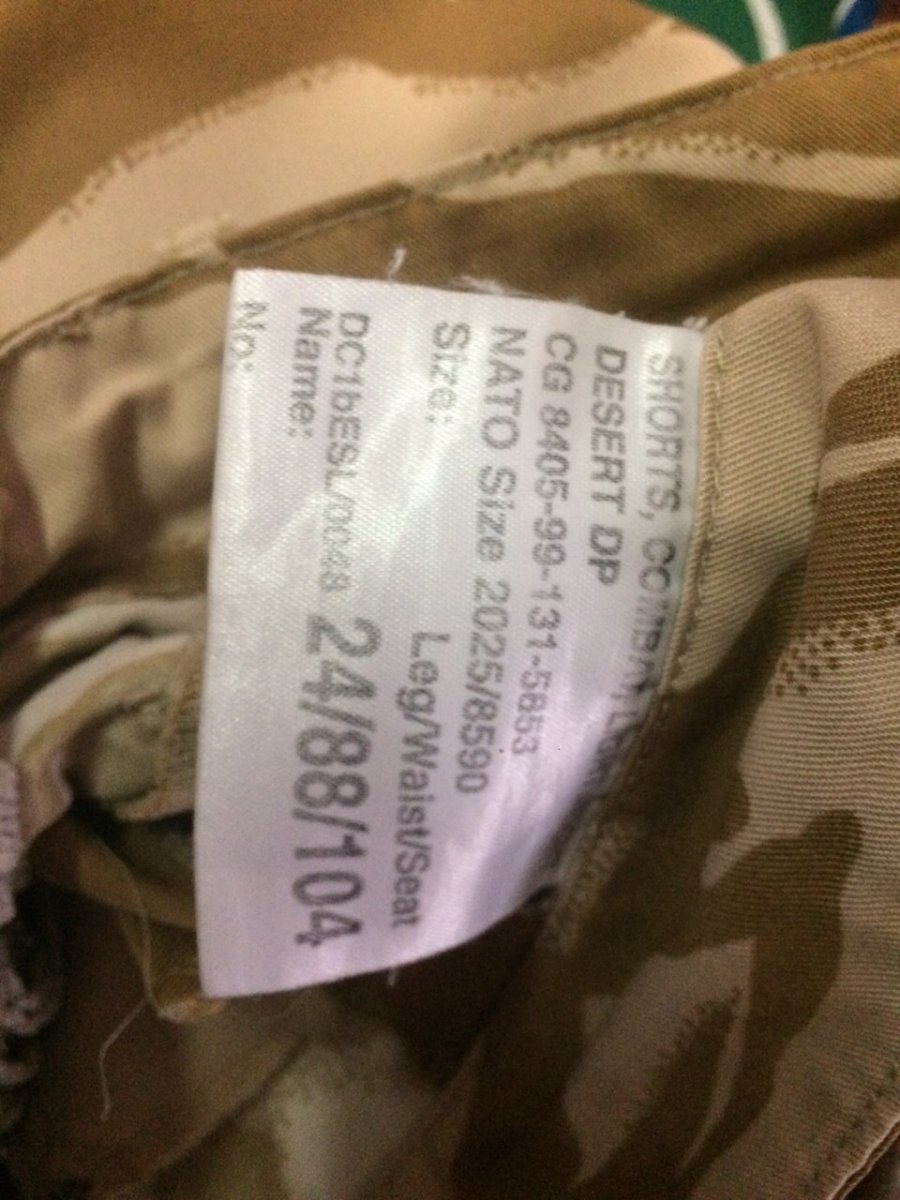 SHORTS, COMBAT,
DESERT DP
CG 8405-99-131-5853
NATO Size 2025/8590
Size:
Leg/Waist/Seat
24/88/104
DC1bESL/0048
Name:
No: